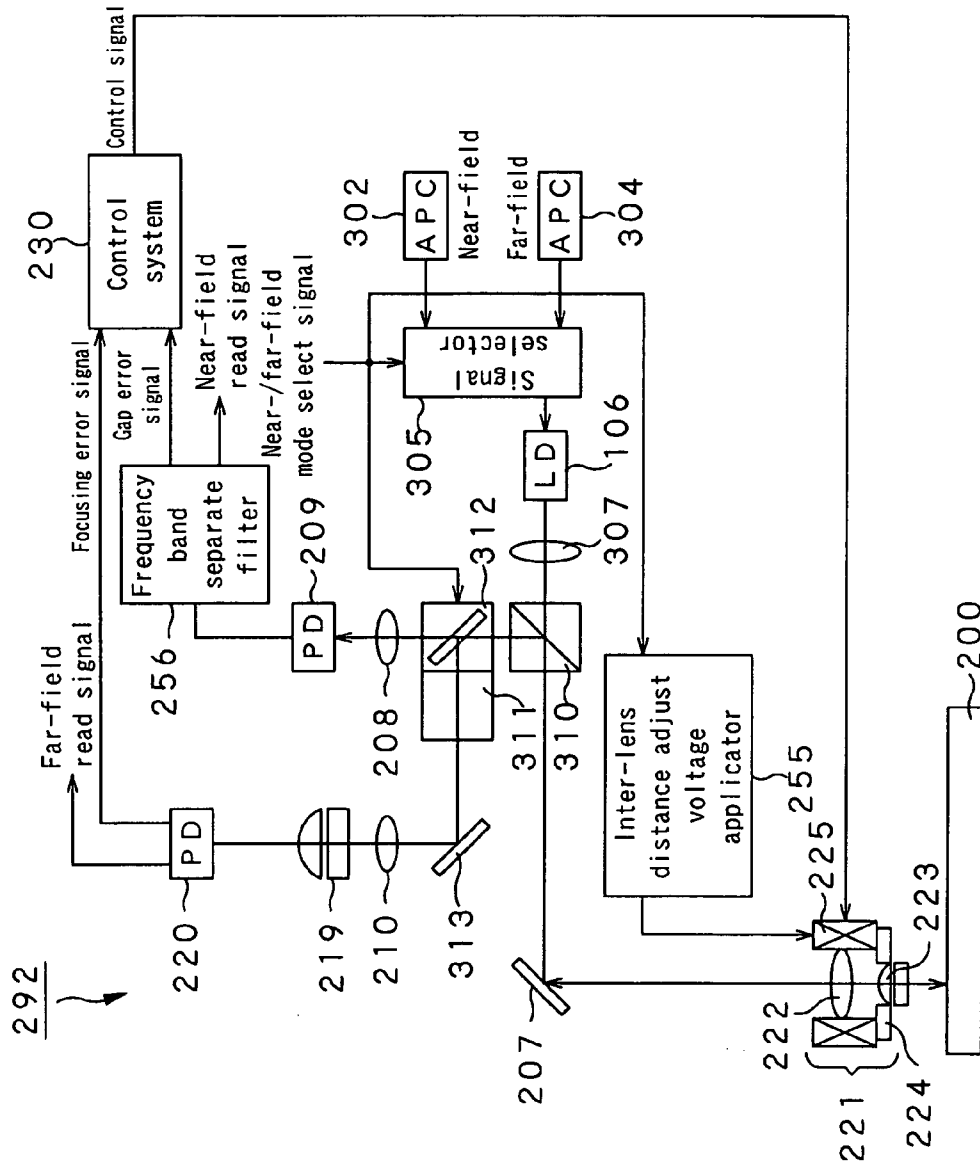 292
Far-field
read signal
Focusing error signal
230
Control signal
Control
system
Gap error
signal
Near-field
read signal
256
Frequency
band
separate
filter
Near-/far-field
mode select signal
220
PD
209
PD
302
APC
Near-field
Far-field
APC
304
219
208
305
Signal
selector
210
312
LD
106
313
311
310
307
207
Inter-lens
distance adjust
voltage
applicator
255
225
222
223
221
224
200